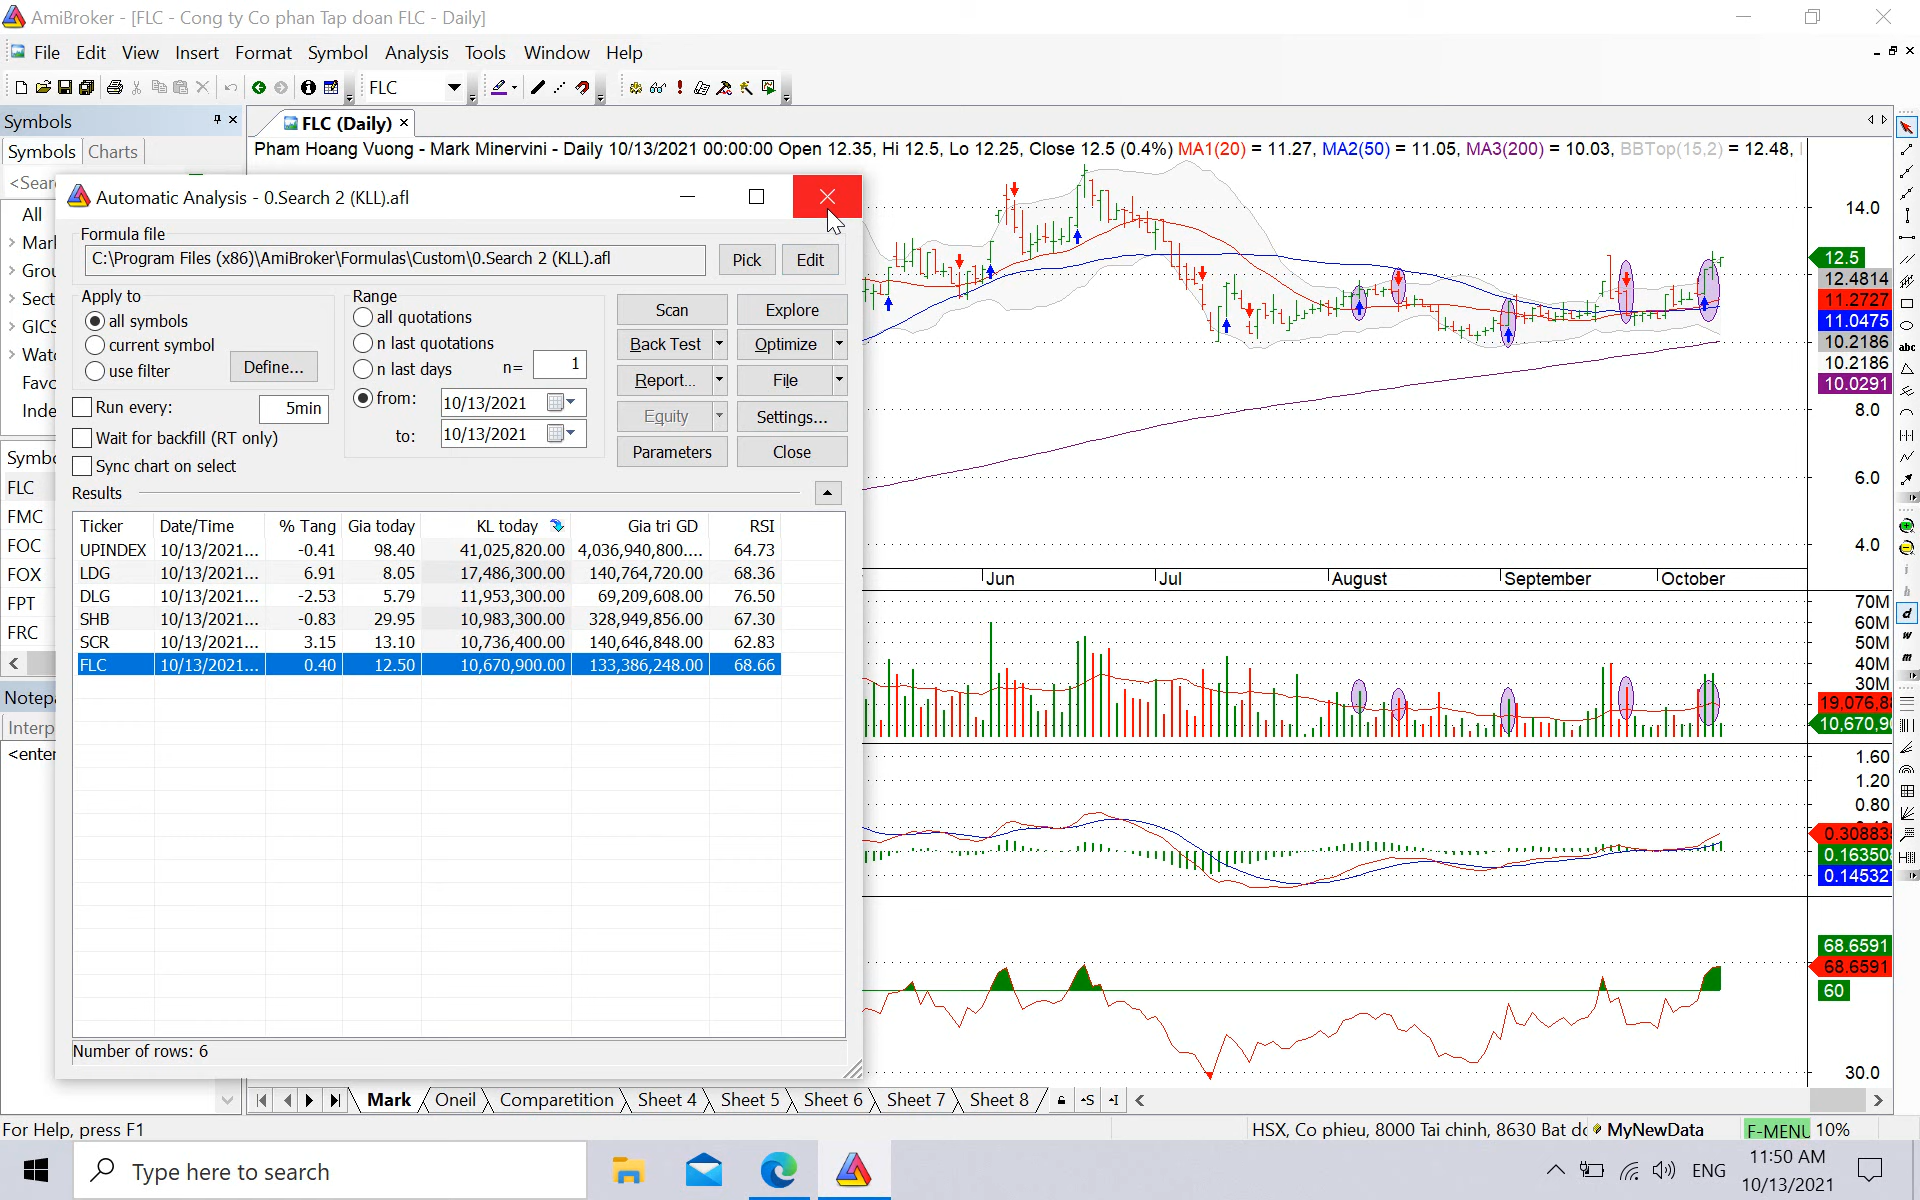 AmiBroker - [FLC - Cong ty Co phan Tap doan FLC - Daily]
File Edit View Insert Format Symbol Analysis Tools Window Help
FLC
Symbols
FLC (Daily)
Symbols Charts
Pham Hoang Vuong - Mark Minervini - Daily 10/13/2021 00:00:00 Open 12.35, Hi 12.5, Lo 12.25, Close 12.5 (0.4%) MA1(20) = 11.27, MA2(50) = 11.05, MA3(200) = 10.03, BBTop(15,2) = 12.48,
<Sear
All
Mar
Grou
Sect
GICS
Wat
Favo
Inde
Symbo
FLC
FMC
FOC
FOX
FPT
FRC
Notepa
Interp
<enter
Automatic Analysis - 0.Search 2 (KLL).afl
Formula file
C:\Program Files (x86)\AmiBroker\Formulas\Custom\0.Search 2 (KLL).afl
Pick Edit
Apply to
all symbols
current symbol
use filter
Define...
Range
all quotations
n last quotations
n last days n= 1
from: 10/13/2021
to: 10/13/2021
Scan Explore
Back Test Optimize
Report... File
Equity Settings...
Parameters Close
Run every: 5min
Wait for backfill (RT only)
Sync chart on select
Results
Ticker Date/Time % Tang Gia today KL today Gia tri GD RSI
UPINDEX 10/13/2021... -0.41 98.40 41,025,820.00 4,036,940,800.... 64.73
LDG 10/13/2021... 6.91 8.05 17,486,300.00 140,764,720.00 68.36
DLG 10/13/2021... -2.53 5.79 11,953,300.00 69,209,608.00 76.50
SHB 10/13/2021... -0.83 29.95 10,983,300.00 328,949,856.00 67.30
SCR 10/13/2021... 3.15 13.10 10,736,400.00 140,646,848.00 62.83
FLC 10/13/2021... 0.40 12.50 10,670,900.00 133,386,248.00 68.66
Number of rows: 6
14.0
12.5
12.4814
11.2727
11.0475
10.2186
10.2186
10.0291
8.0
6.0
4.0
Jun Jul August September October
70M
60M
50M
40M
30M
19,076,8
10,670,9
1.60
1.20
0.80
0.30883
0.16350
0.14532
68.6591
68.6591
60
30.0
abc
d
w
m
Mark Oneil Comparetition Sheet 4 Sheet 5 Sheet 6 Sheet 7 Sheet 8
For Help, press F1
HSX, Co phieu, 8000 Tai chinh, 8630 Bat dc MyNewData F-MENU 10%
Type here to search
ENG
11:50 AM
10/13/2021